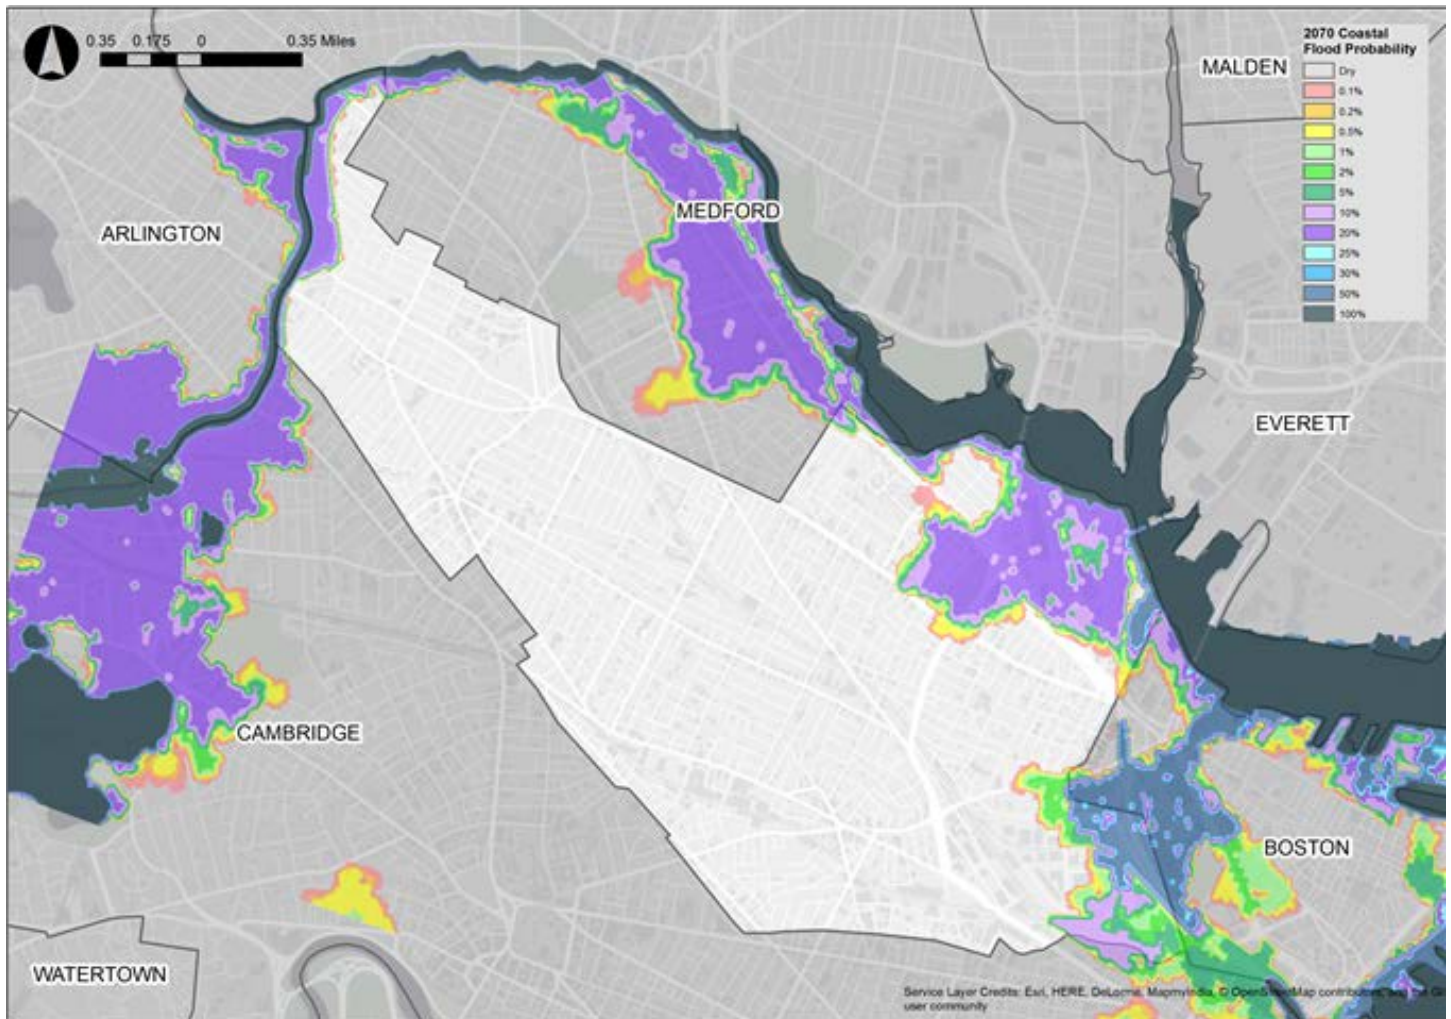 0.35 0.175 0 0.35 Miles
2070 Coastal
Flood Probability
Dry
0.1%
0.2%
0.5%
1%
2%
5%
10%
20%
25%
30%
50%
100%
MALDEN
MEDFORD
ARLINGTON
EVERETT
CAMBRIDGE
BOSTON
WATERTOWN
Service Layer Credits: Esri, HERE, DeLorme, MapmyIndia, © OpenStreetMap contributors, and the
user community